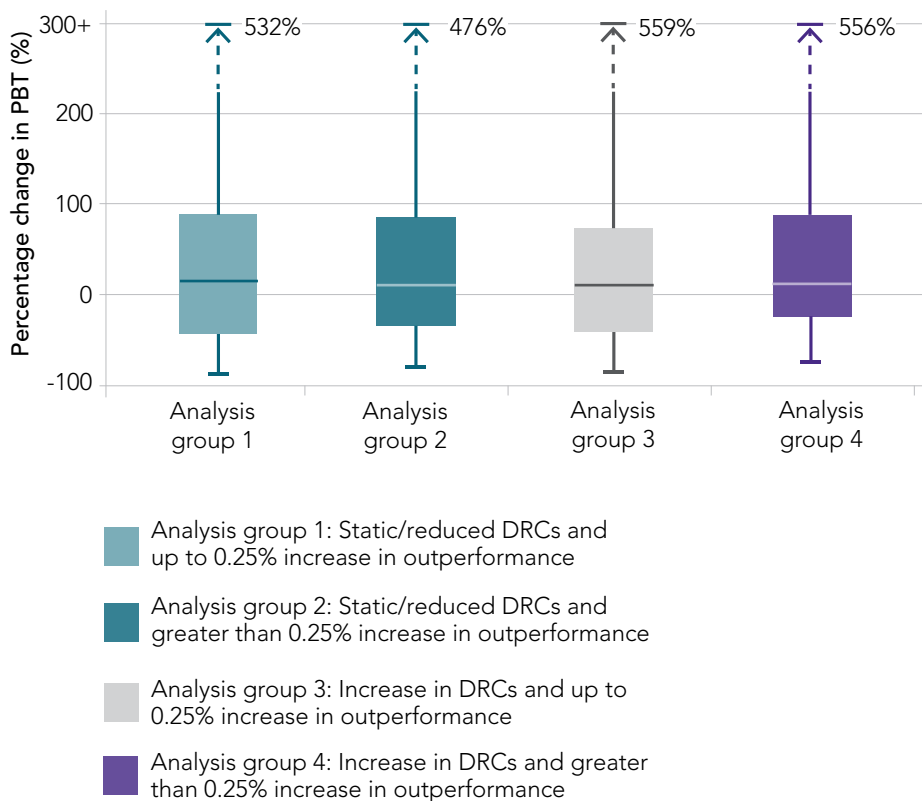 Percentage change in PBT (%)
300+
200
100
0
-100
532%
476%
559%
556%
Analysis
group 1
Analysis
group 2
Analysis
group 3
Analysis
group 4
Analysis group 1: Static/reduced DRCs and
up to 0.25% increase in outperformance
Analysis group 2: Static/reduced DRCs and
greater than 0.25% increase in outperformance
Analysis group 3: Increase in DRCs and up to
0.25% increase in outperformance
Analysis group 4: Increase in DRCs and greater
than 0.25% increase in outperformance